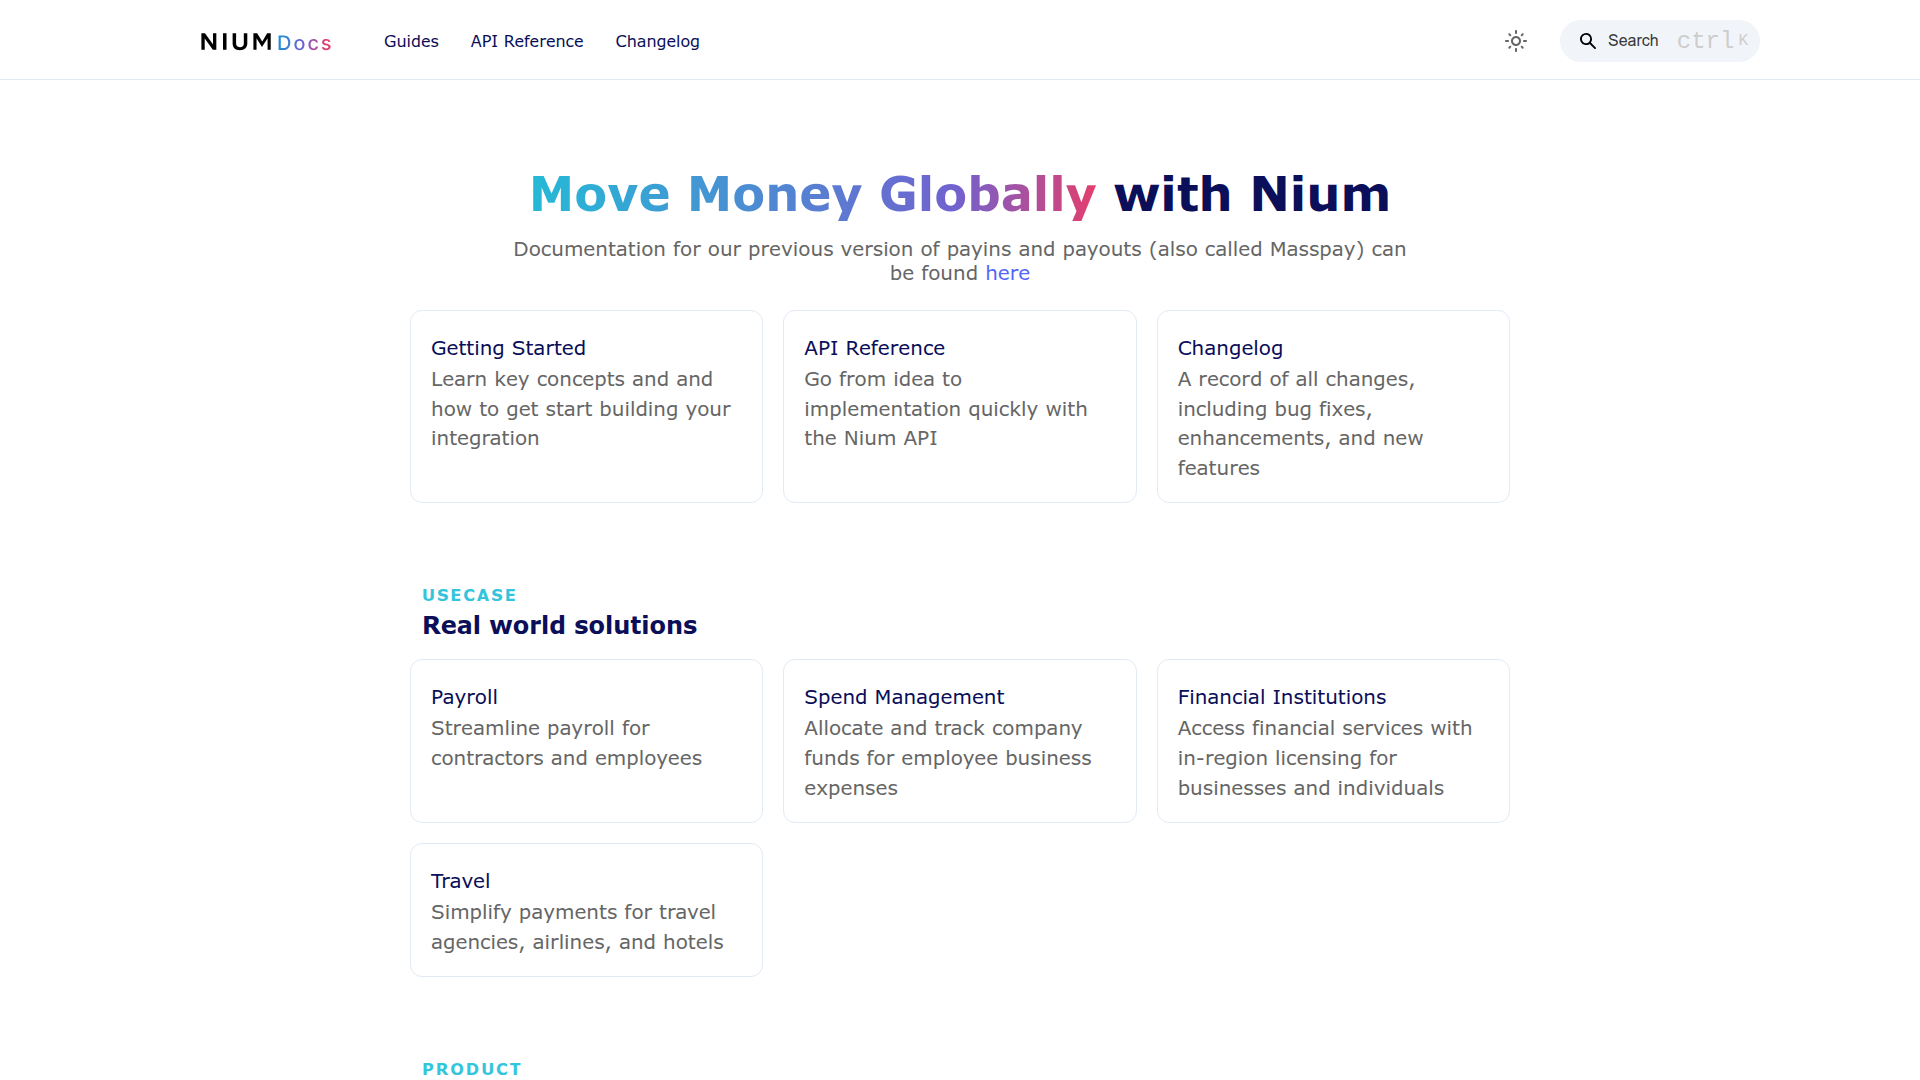 NIUM Docs
Guides
API Reference
Changelog
Search ctrl K
Move Money Globally with Nium
Documentation for our previous version of payins and payouts (also called Masspay) can
be found here
Getting Started
Learn key concepts and and
how to get start building your
integration
API Reference
Go from idea to
implementation quickly with
the Nium API
Changelog
A record of all changes,
including bug fixes,
enhancements, and new
features
USECASE
Real world solutions
Payroll
Streamline payroll for
contractors and employees
Spend Management
Allocate and track company
funds for employee business
expenses
Financial Institutions
Access financial services with
in-region licensing for
businesses and individuals
Travel
Simplify payments for travel
agencies, airlines, and hotels
PRODUCT